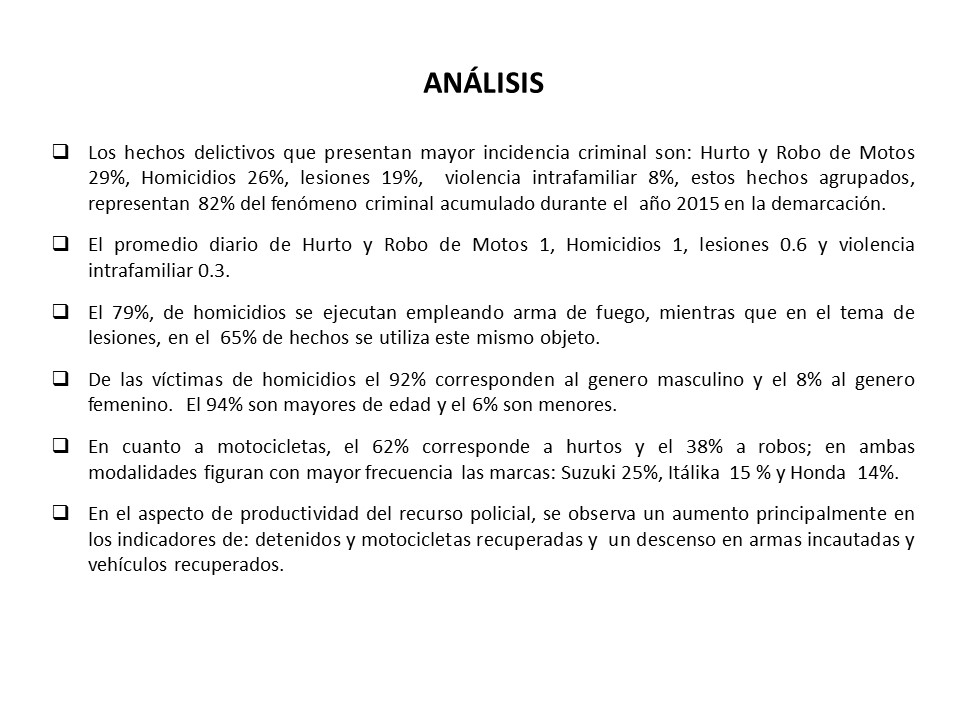 ANÁLISIS
❑ Los hechos delictivos que presentan mayor incidencia criminal son: Hurto y Robo de Motos
29%, Homicidios 26%, lesiones 19%, violencia intrafamiliar 8%, estos hechos agrupados,
representan 82% del fenómeno criminal acumulado durante el año 2015 en la demarcación.
❑ El promedio diario de Hurto y Robo de Motos 1, Homicidios 1, lesiones 0.6 y violencia
intrafamiliar 0.3.
❑ El 79%, de homicidios se ejecutan empleando arma de fuego, mientras que en el tema de
lesiones, en el 65% de hechos se utiliza este mismo objeto.
❑ De las víctimas de homicidios el 92% corresponden al genero masculino y el 8% al genero
femenino. El 94% son mayores de edad y el 6% son menores.
❑ En cuanto a motocicletas, el 62% corresponde a hurtos y el 38% a robos; en ambas
modalidades figuran con mayor frecuencia las marcas: Suzuki 25%, Itálika 15 % y Honda 14%.
❑ En el aspecto de productividad del recurso policial, se observa un aumento principalmente en
los indicadores de: detenidos y motocicletas recuperadas y un descenso en armas incautadas y
vehículos recuperados.